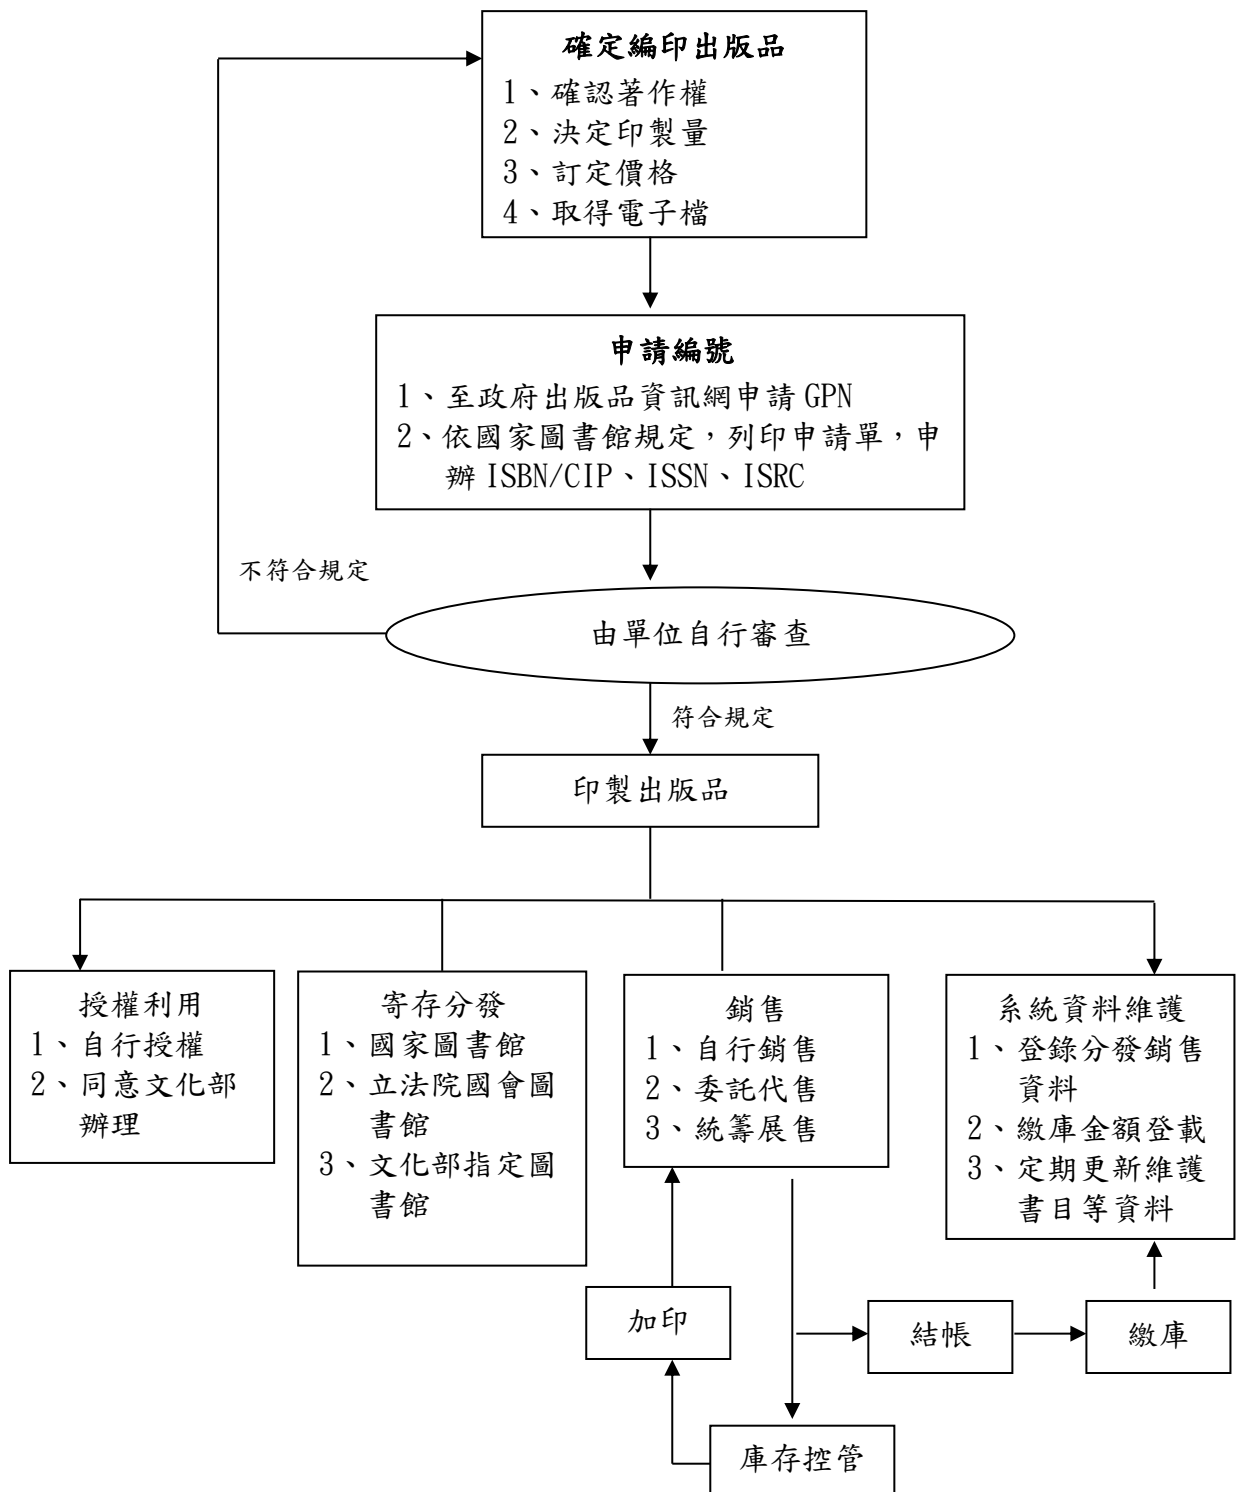 確定編印出版品
1、確認著作權
2、決定印製量
3、訂定價格
4、取得電子檔
申請編號
1、至政府出版品資訊網申請 GPN
2、依國家圖書館規定，列印申請單，申
辦 ISBN/CIP、ISSN、ISRC
不符合規定
由單位自行審查
符合規定
印製出版品
授權利用
1、自行授權
2、同意文化部
辦理
寄存分發
1、國家圖書館
2、立法院國會圖
書館
3、文化部指定圖
書館
銷售
1、自行銷售
2、委託代售
3、統籌展售
系統資料維護
1、登錄分發銷售
資料
2、繳庫金額登載
3、定期更新維護
書目等資料
加印
結帳
繳庫
庫存控管